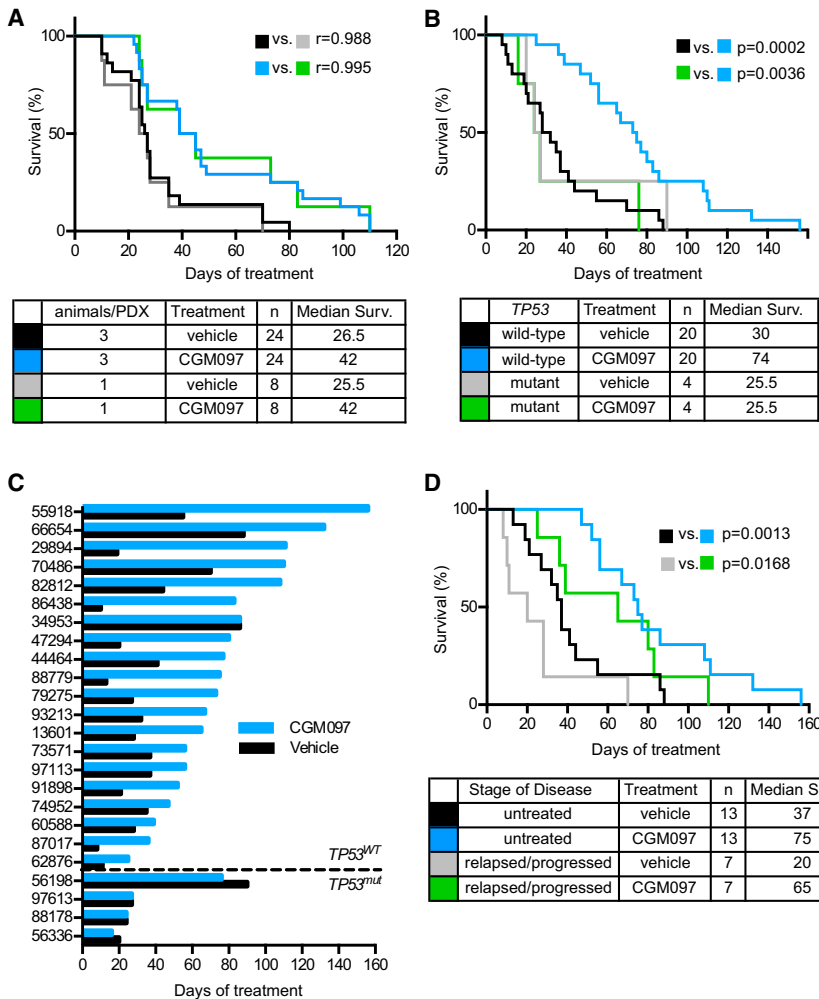 A
100
50
0
Survival (%)
vs. r=0.988
vs. r=0.995
0 20 40 60 80 100 120
Days of treatment
animals/PDX Treatment n Median Surv.
3 vehicle 24 26.5
3 CGM097 24 42
1 vehicle 8 25.5
1 CGM097 8 42
B
100
50
0
Survival (%)
vs. p=0.0002
vs. p=0.0036
0 20 40 60 80 100 120 140
Days of treatment
TP53 Treatment n Median Surv.
wild-type vehicle 20 30
wild-type CGM097 20 74
mutant vehicle 4 25.5
mutant CGM097 4 25.5
C
55918
66654
29894
70486
82812
86438
34953
47294
44464
88779
79275
93213
13601
73571
97113
91898
74952
60588
87017
62876
56198
97613
88178
56336
CGM097
Vehicle
TP53WT
TP53mut
0 20 40 60 80 100 120 140 160
Days of treatment
D
100
50
0
Survival (%)
vs. p=0.0013
vs. p=0.0168
0 20 40 60 80 100 120 140 160
Days of treatment
Stage of Disease Treatment n Median S
untreated vehicle 13 37
untreated CGM097 13 75
relapsed/progressed vehicle 7 20
relapsed/progressed CGM097 7 65